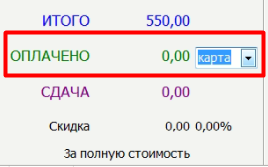 ИТОГО 550,00
ОПЛАЧЕНО 0,00 карта
СДАЧА 0,00
Скидка 0,00 0,00%
За полную стоимость